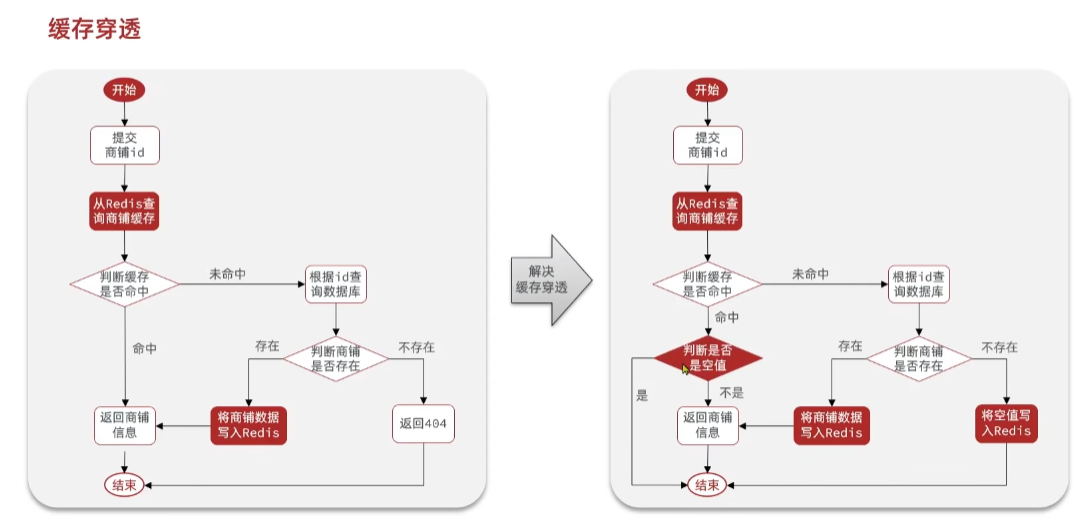 缓存穿透
开始
提交
商铺id
从Redis查
询商铺缓存
判断缓存
是否命中
未命中
根据id查
询数据库
命中
存在
判断商铺
是否存在
不存在
返回商铺
信息
将商铺数据
写入Redis
返回404
结束
解决
缓存穿透
开始
提交
商铺id
从Redis查
询商铺缓存
判断缓存
是否命中
未命中
根据id查
询数据库
命中
判断是否
是空值
存在
判断商铺
是否存在
不存在
是
不是
返回商铺
信息
将商铺数据
写入Redis
将空值写
入Redis
结束